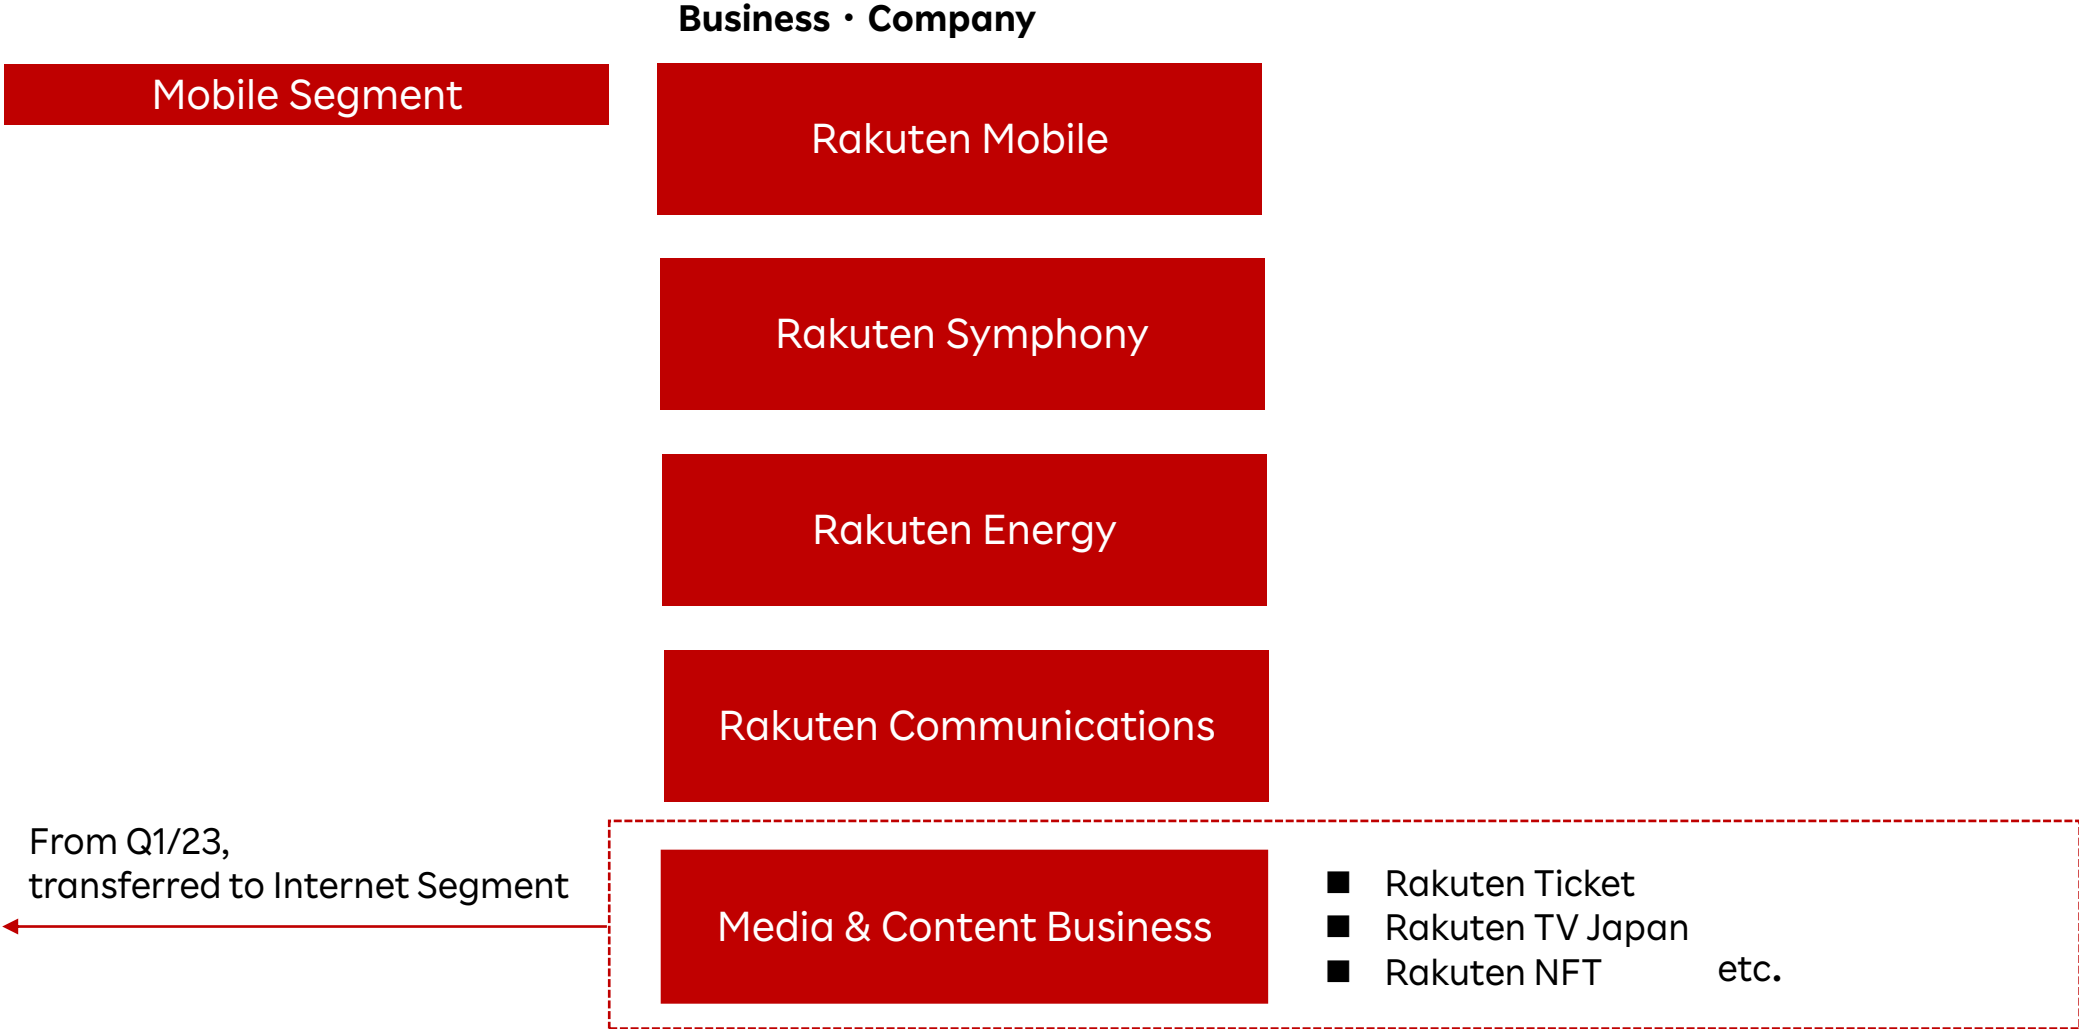 Business・Company
Mobile Segment
Rakuten Mobile
Rakuten Symphony
Rakuten Energy
Rakuten Communications
From Q1/23,
transferred to Internet Segment
Media & Content Business
■ Rakuten Ticket
■ Rakuten TV Japan
■ Rakuten NFT etc.